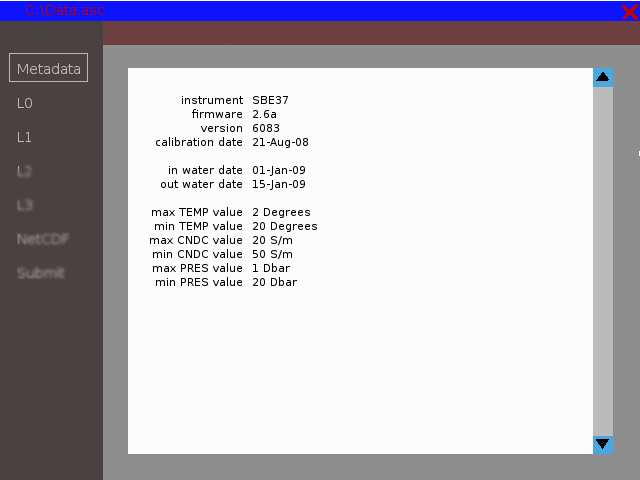 C:\Data.esc
Metadata
L0
L1
L2
L3
NetCDF
Submit
instrument SBE37
firmware 2.6a
version 6083
calibration date 21-Aug-08
in water date 01-Jan-09
out water date 15-Jan-09
max TEMP value 2 Degrees
min TEMP value 20 Degrees
max CNDC value 20 S/m
min CNDC value 50 S/m
max PRES value 1 Dbar
min PRES value 20 Dbar